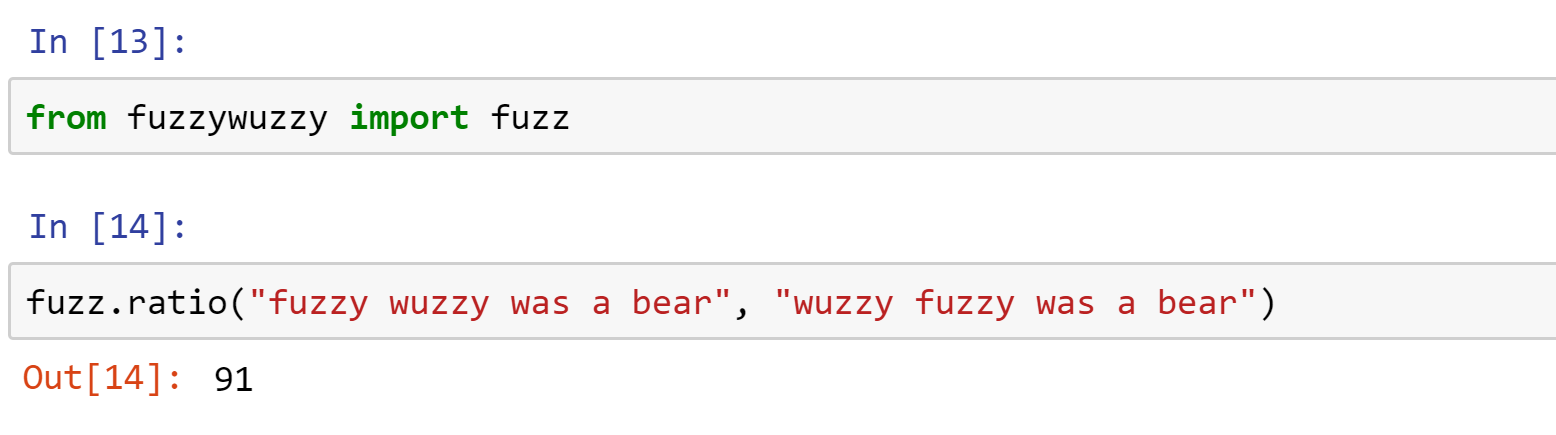 In [13]:
from fuzzywuzzy import fuzz
In [14]:
fuzz.ratio("fuzzy wuzzy was a bear", "wuzzy fuzzy was a bear")
Out[14]: 91